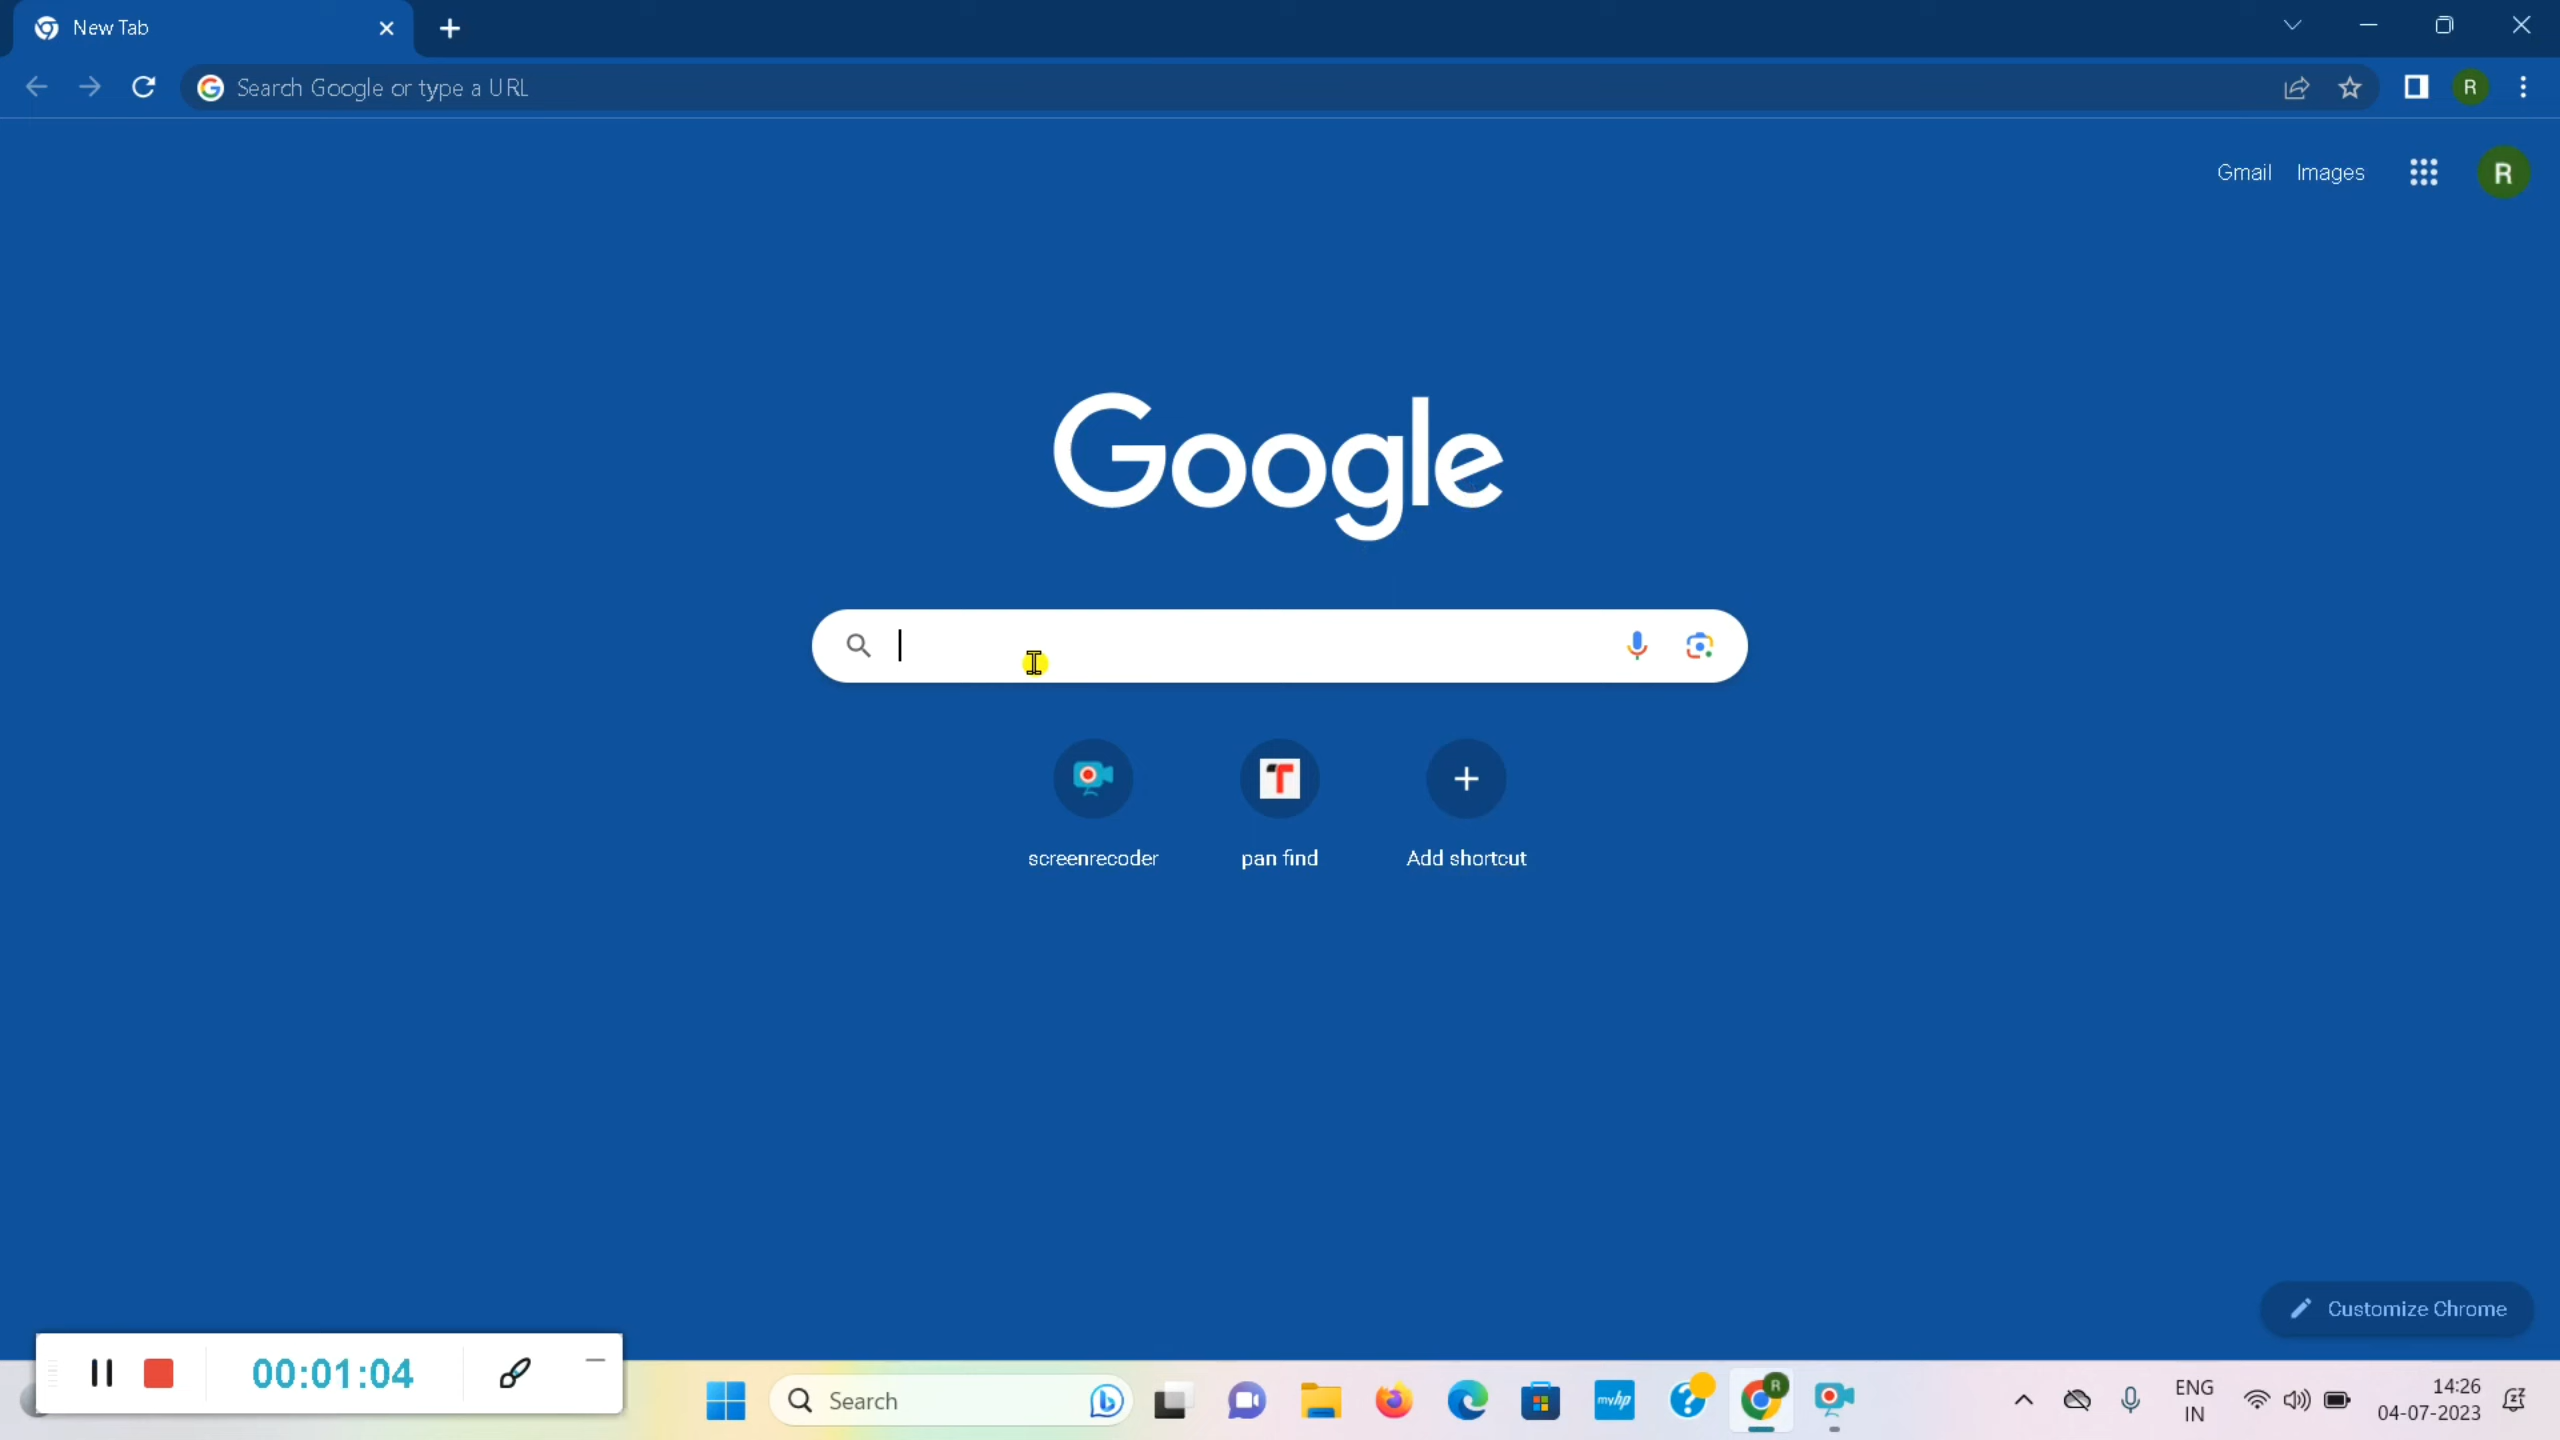 New Tab
Search Google or type a URL
R
Gmail Images
R
Google
screenrecoder
pan find
Add shortcut
Customize Chrome
00:01:04
Search
myhp
R
ENG
IN
14:26
04-07-2023